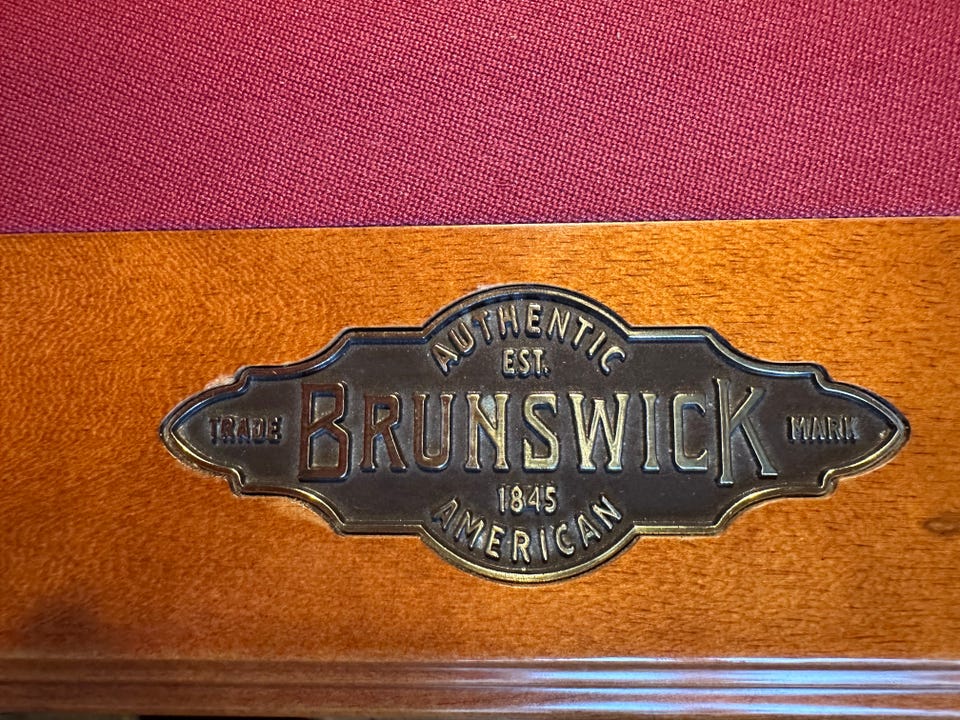 AUTHENTIC
EST.
TRADE BRUNSWICK MARK
1845
AMERICAN